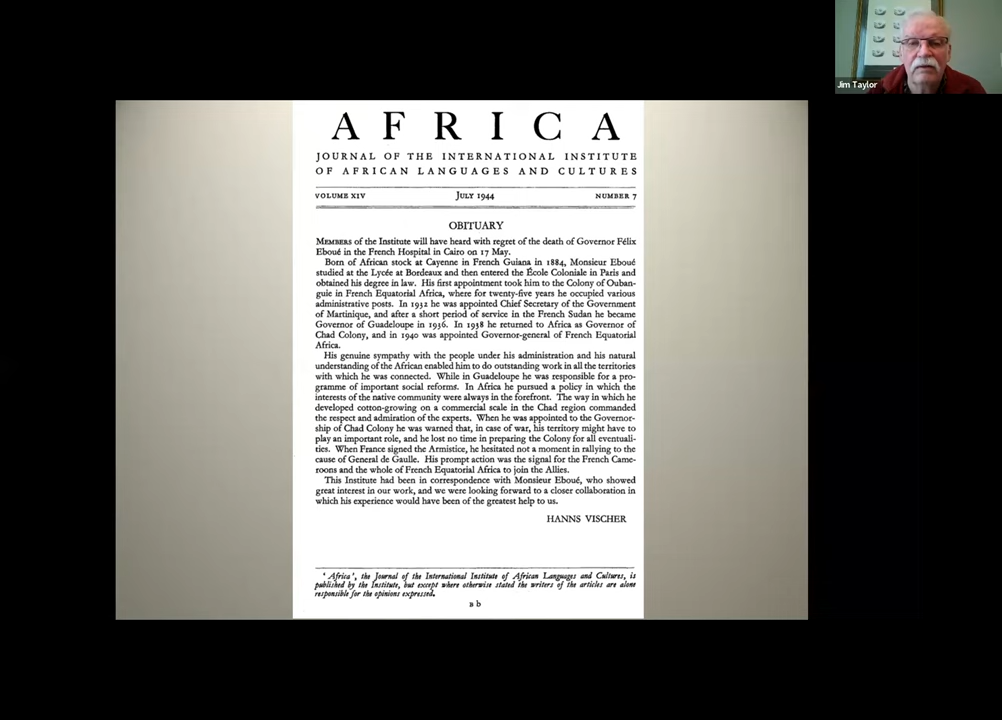 Jim Taylor
AFRICA
JOURNAL OF THE INTERNATIONAL INSTITUTE
OF AFRICAN LANGUAGES AND CULTURES
VOLUME XIV JULY 1944 NUMBER 7
OBITUARY
MEMBERS of the Institute will have heard with regret of the death of Governor Félix
Eboué in the French Hospital in Cairo on 17 May.
Born of African stock at Cayenne in French Guiana in 1884, Monsieur Eboué
studied at the Lycée at Bordeaux and then entered the École Coloniale in Paris and
obtained his degree in law. His first appointment took him to the Colony of Ouban-
guie in French Equatorial Africa, where for twenty-five years he occupied various
administrative posts. In 1932 he was appointed Chief Secretary of the Government
of Martinique, and after a short period of service in the French Sudan he became
Governor of Guadeloupe in 1936. In 1938 he returned to Africa as Governor of
Chad Colony, and in 1940 was appointed Governor-general of French Equatorial
Africa.
His genuine sympathy with the people under his administration and his natural
understanding of the African enabled him to do outstanding work in all the territories
with which he was connected. While in Guadeloupe he was responsible for a pro-
gramme of important social reforms. In Africa he pursued a policy in which the
interests of the native community were always in the forefront. The way in which he
developed cotton-growing on a commercial scale in the Chad region commanded
the respect and admiration of the experts. When he was appointed to the Governor-
ship of Chad Colony he was warned that, in case of war, his territory might have to
play an important role, and he lost no time in preparing the Colony for all eventuali-
ties. When France signed the Armistice, he hesitated not a moment in rallying to the
cause of General de Gaulle. His prompt action was the signal for the French Came-
roons and the whole of French Equatorial Africa to join the Allies.
This Institute had been in correspondence with Monsieur Eboué, who showed
great interest in our work, and we were looking forward to a closer collaboration in
which his experience would have been of the greatest help to us.
HANNS VISCHER
'Africa', the Journal of the International Institute of African Languages and Cultures, is
published by the Institute, but except where otherwise stated the writers of the articles are alone
responsible for the opinions expressed.
B b